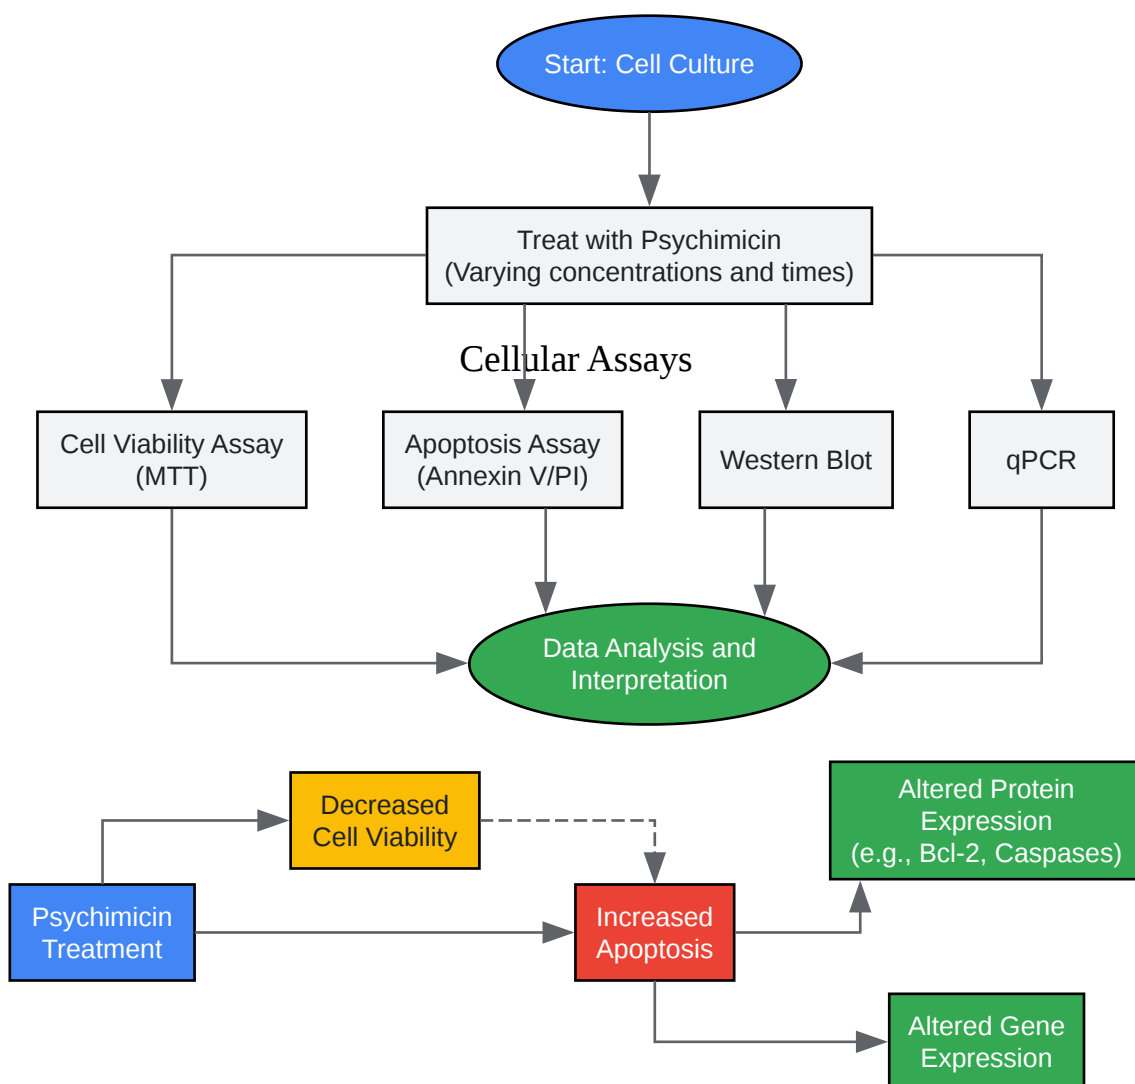 Start: Cell Culture
Treat with Psychimicin
(Varying concentrations and times)
Cellular Assays
Cell Viability Assay
(MTT)
Apoptosis Assay
(Annexin V/PI)
Western Blot
qPCR
Data Analysis and
Interpretation
Decreased
Cell Viability
Altered Protein
Expression
(e.g., Bcl-2, Caspases)
Psychimicin
Treatment
Increased
Apoptosis
Altered Gene
Expression